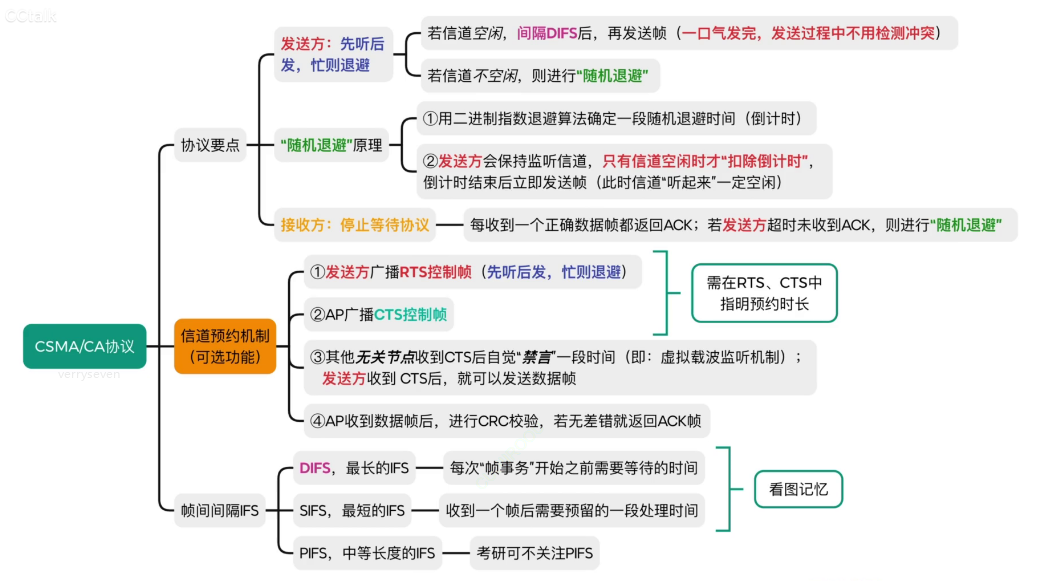 CCtalk
发送方：先听后
发，忙则退避
若信道空闲，间隔DIFS后，再发送帧（一口气发完，发送过程中不用检测冲突）
若信道不空闲，则进行“随机退避”
协议要点
“随机退避”原理
①用二进制指数退避算法确定一段随机退避时间（倒计时）
②发送方会保持监听信道，只有信道空闲时才“扣除倒计时”，
倒计时结束后立即发送帧（此时信道“听起来”一定空闲）
接收方：停止等待协议
每收到一个正确数据帧都返回ACK；若发送方超时未收到ACK，则进行“随机退避”
CSMA/CA协议
verryseven
信道预约机制
（可选功能）
①发送方广播RTS控制帧（先听后发，忙则退避）
②AP广播CTS控制帧
需在RTS、CTS中
指明预约时长
③其他无关节点收到CTS后自觉“禁言”一段时间（即：虚拟载波监听机制）；
发送方收到 CTS后，就可以发送数据帧
④AP收到数据帧后，进行CRC校验，若无差错就返回ACK帧
帧间间隔IFS
DIFS，最长的IFS
每次“帧事务”开始之前需要等待的时间
SIFS，最短的IFS
收到一个帧后需要预留的一段处理时间
看图记忆
PIFS，中等长度的IFS
考研可不关注PIFS